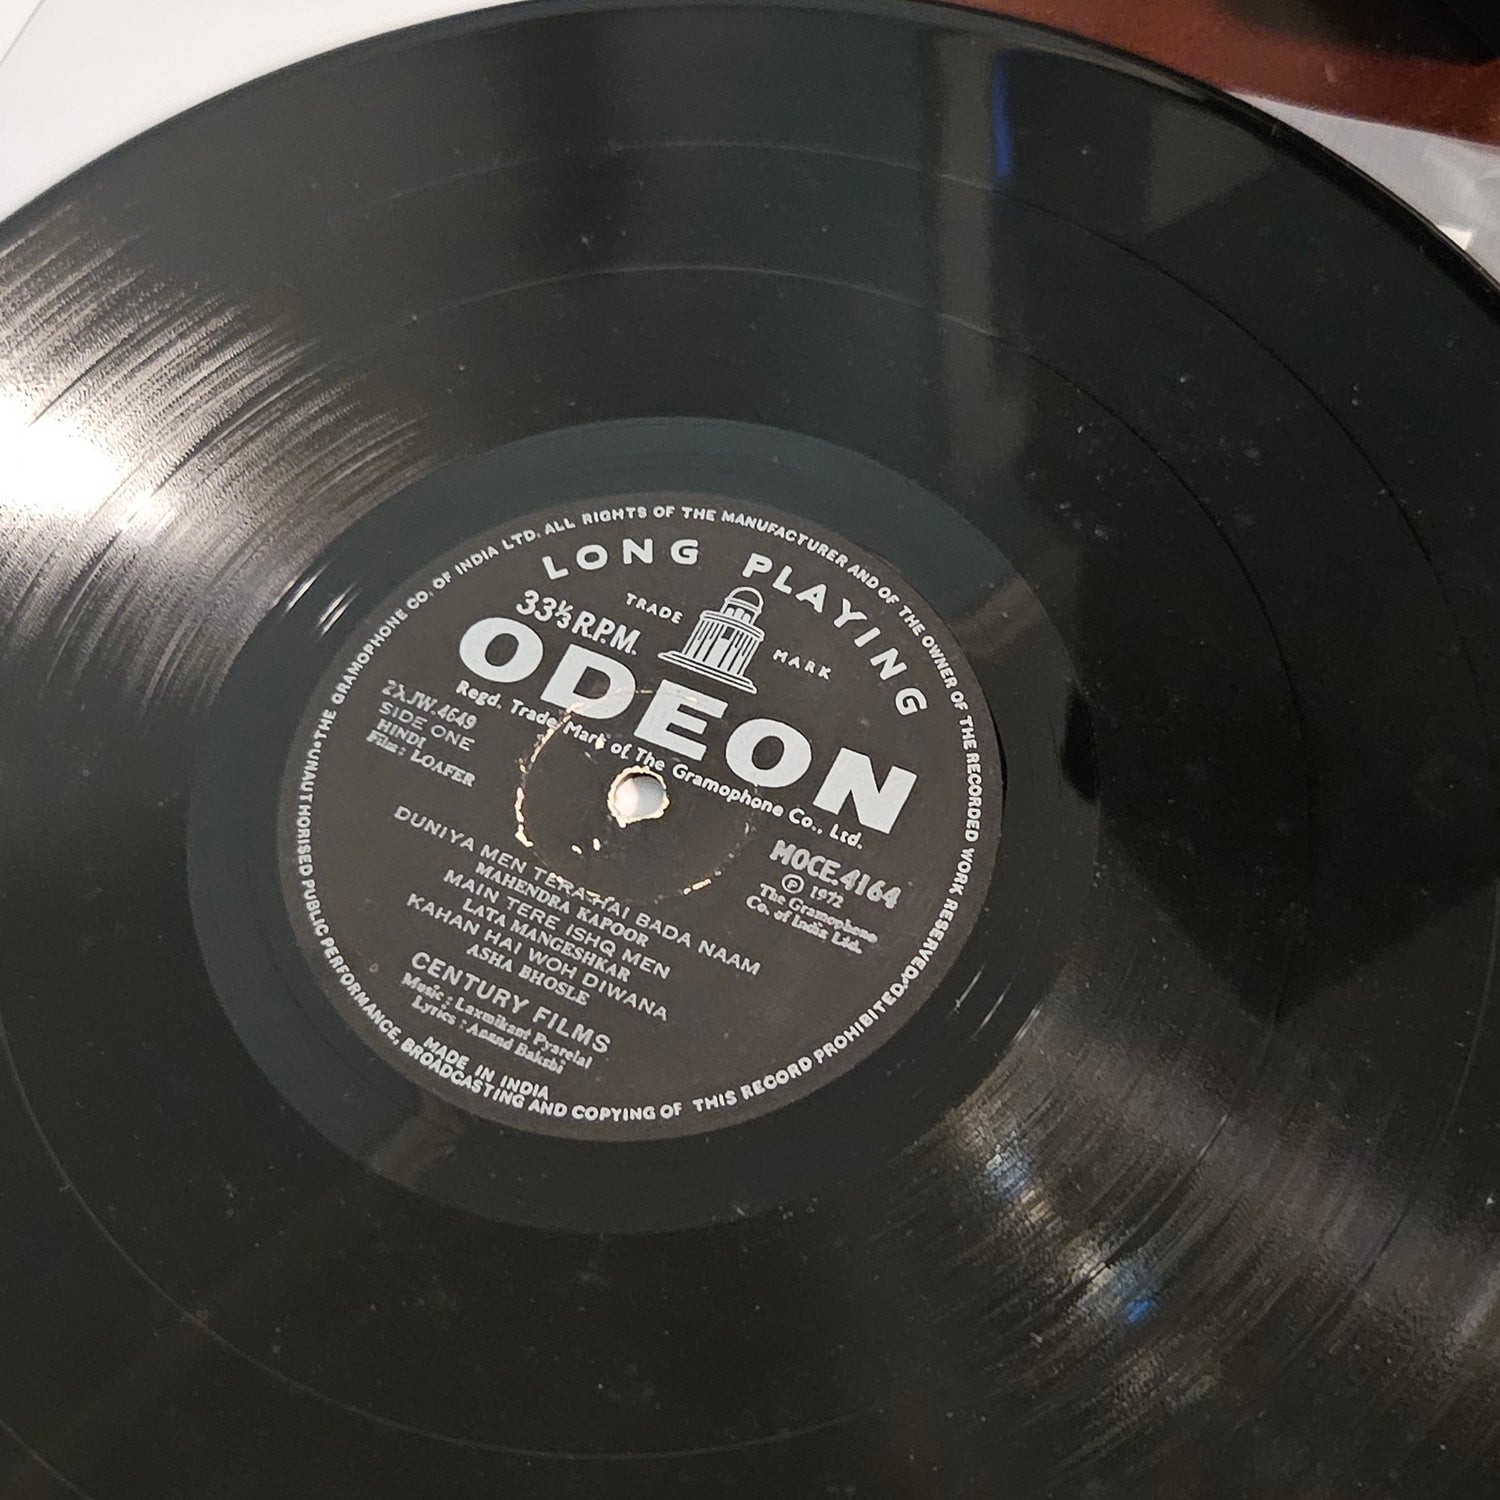 THE GRAMOPHONE CO. OF INDIA LTD. ALL RIGHTS OF THE MANUFACTURER AND OF THE OWNER OF THE RECORDED WORK RESERVED/UNAUTHORISED PUBLIC PERFORMANCE, BROADCASTING AND COPYING OF THIS RECORD PROHIBITED
LONG PLAYING
TRADE MARK
33⅓ R.P.M.
ODEON
Regd. Trade Mark of The Gramophone Co., Ltd.
2XJW.4649
SIDE ONE
HINDI
Film: LOAFER
MOCE.4164
Ⓟ 1972
The Gramophone
Co. of India Ltd.
DUNIYA MEN TERA HAI BADA NAAM
MAHENDRA KAPOOR
MAIN TERE ISHQ MEN
LATA MANGESHKAR
KAHAN HAI WOH DIWANA
ASHA BHOSLE
CENTURY FILMS
Music: Laxmikant Pyarelal
Lyrics: Anand Bakshi
MADE IN INDIA